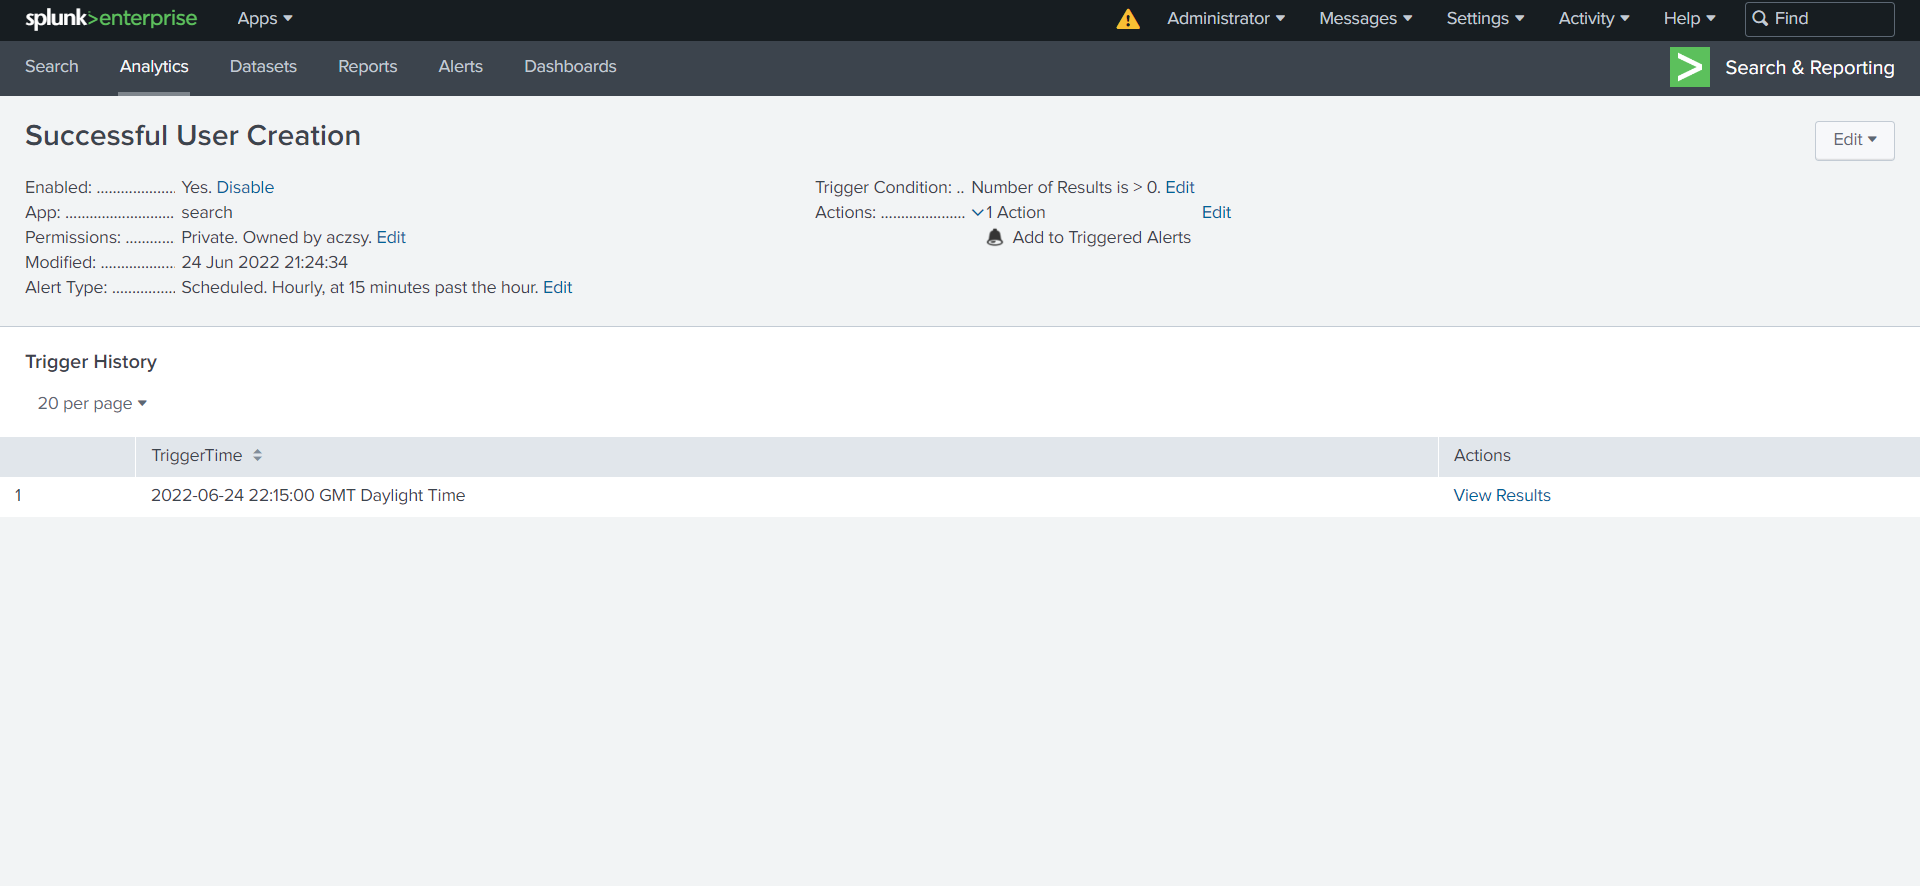 splunk>enterprise Apps Administrator Messages Settings Activity Help Find
Search Analytics Datasets Reports Alerts Dashboards Search & Reporting
Successful User Creation
Edit
Enabled: ................... Yes. Disable
App: .......................... search
Permissions: ............ Private. Owned by aczsy. Edit
Modified: .................. 24 Jun 2022 21:24:34
Alert Type: ............... Scheduled. Hourly, at 15 minutes past the hour. Edit
Trigger Condition: .. Number of Results is > 0. Edit
Actions: ..................... 1 Action Edit
Add to Triggered Alerts
Trigger History
20 per page
TriggerTime Actions
1 2022-06-24 22:15:00 GMT Daylight Time View Results